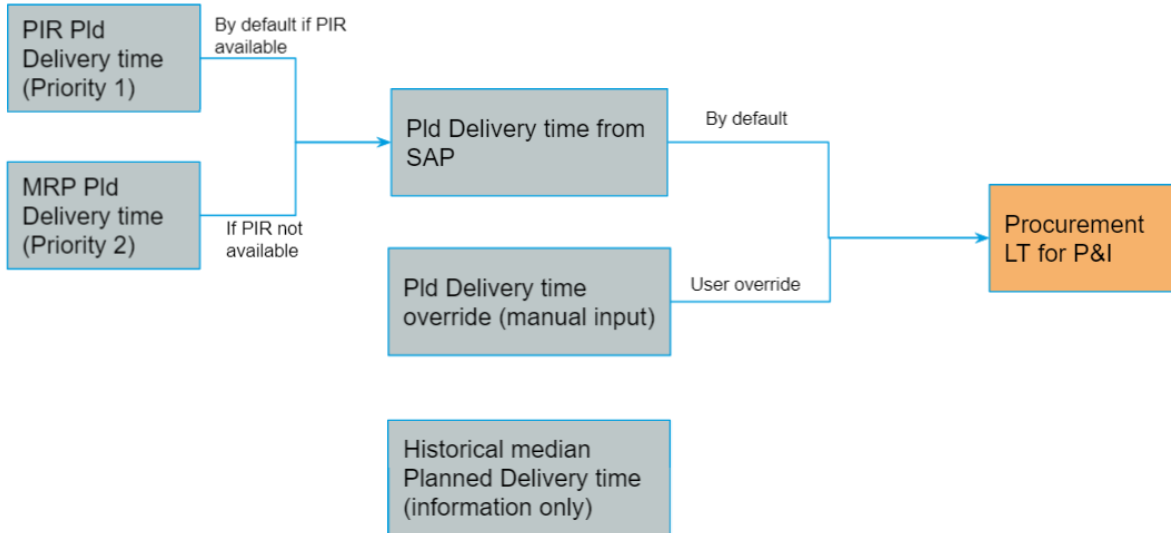 PIR Pld
Delivery time
(Priority 1)
By default if PIR
available
MRP Pld
Delivery time
(Priority 2)
If PIR not
available
Pld Delivery time from
SAP
By default
Pld Delivery time
override (manual input)
User override
Procurement
LT for P&I
Historical median
Planned Delivery time
(information only)